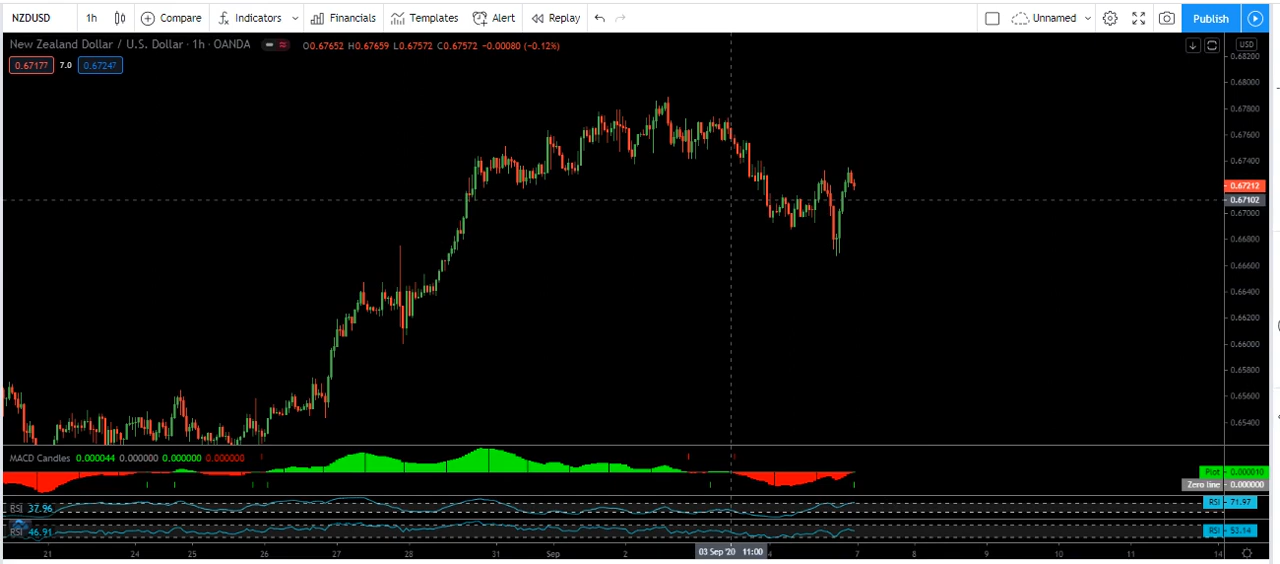 NZDUSD 1h Compare Indicators Financials Templates Alert Replay Unnamed Publish
New Zealand Dollar / U.S. Dollar · 1h · OANDA O0.67652 H0.67659 L0.67572 C0.67572 −0.00080 (−0.12%) USD
0.67177 7.0 0.67247
0.68200
0.68000
0.67800
0.67600
0.67400
0.67212
0.67102
0.67000
0.66800
0.66600
0.66400
0.66200
0.66000
0.65800
0.65600
0.65400
MACD Candles 0.000044 0.000000 0.000000 0.000000
Plot 0.000010
Zero line 0.000000
RSI 37.96 RSI 71.97
RSI 46.91 RSI 53.14
21 24 25 26 27 28 31 Sep 2 03 Sep '20 11:00 4 7 8 9 10 11 14